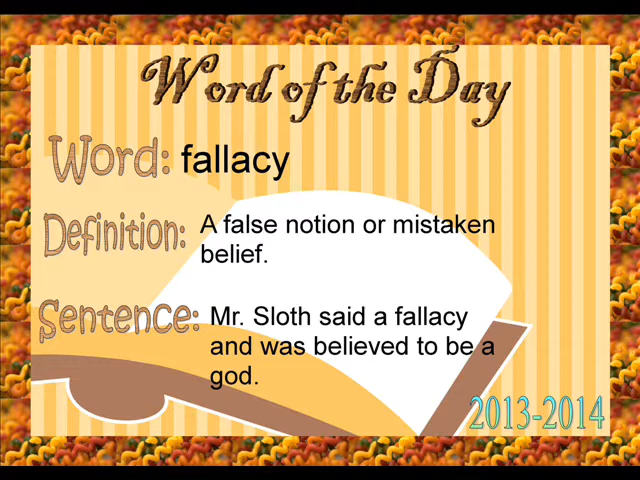 Word of the Day
Word: fallacy
Definition: A false notion or mistaken
belief.
Sentence: Mr. Sloth said a fallacy
and was believed to be a
god.
2013-2014